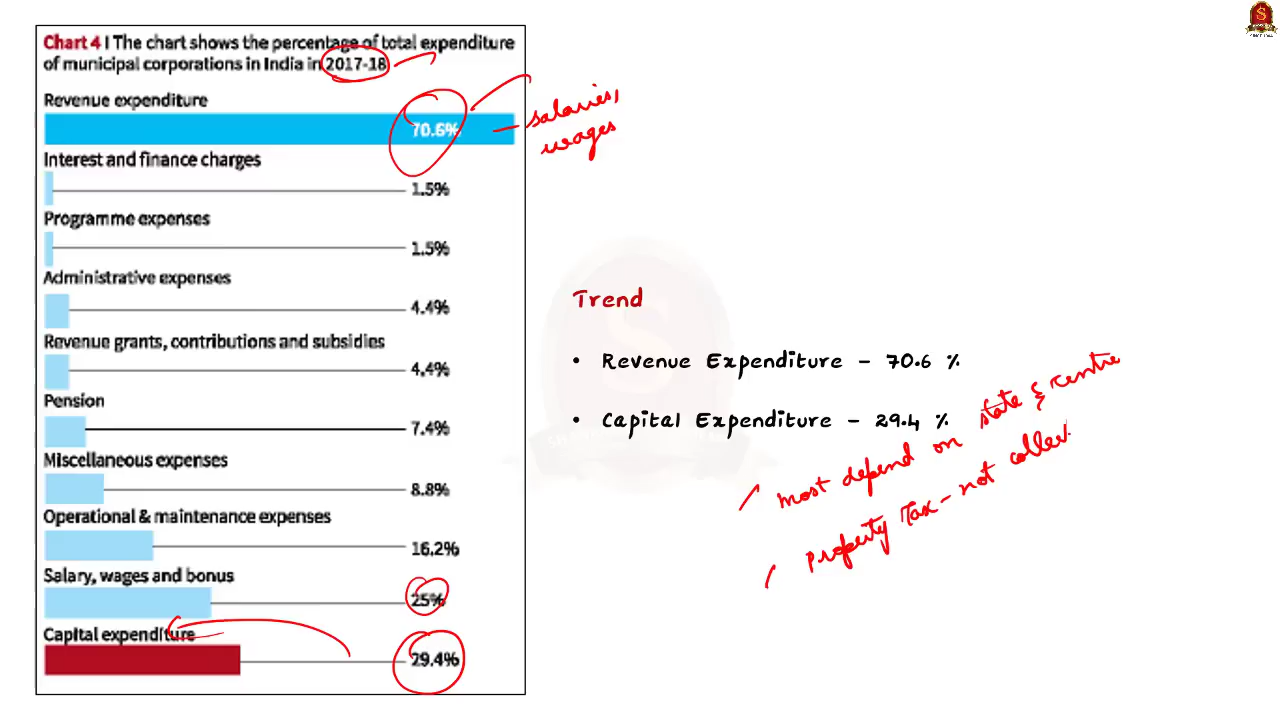 Chart 4 I The chart shows the percentage of total expenditure
of municipal corporations in India in 2017-18
Revenue expenditure
70.6%
salaries,
wages
Interest and finance charges
1.5%
Programme expenses
1.5%
Administrative expenses
4.4%
Revenue grants, contributions and subsidies
4.4%
Pension
7.4%
Miscellaneous expenses
8.8%
Operational & maintenance expenses
16.2%
Salary, wages and bonus
25%
Capital expenditure
29.4%
Trend
• Revenue Expenditure – 70.6 %
• Capital Expenditure – 29.4 %
most depend on state & centre
property Tax – not collec